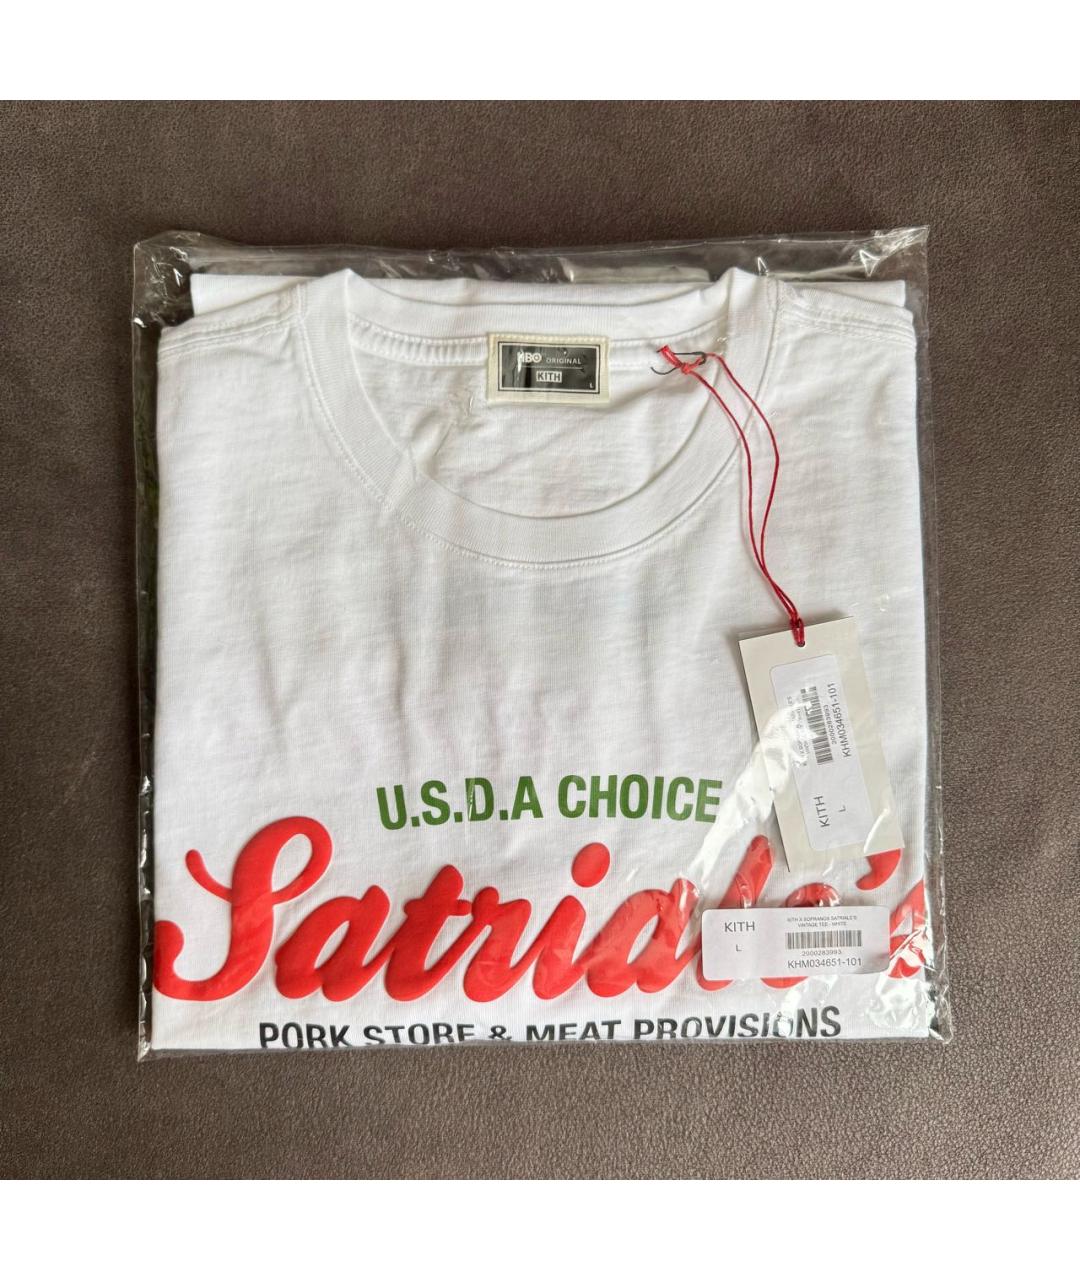 HBO ORIGINAL
KITH
L
KHM034651-101
2000283993
KITH
L
U.S.D.A CHOICE
Satriale's
KITH
L
KITH X SOPRANOS SATRIALE'S
VINTAGE TEE - WHITE
2000283993
KHM034651-101
PORK STORE & MEAT PROVISIONS